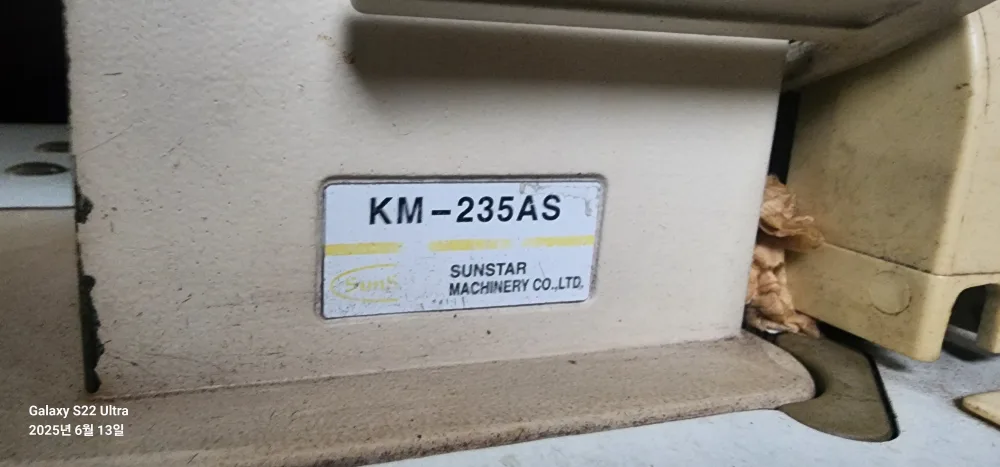 KM-235AS
SUNSTAR
MACHINERY CO.,LTD.
Galaxy S22 Ultra
2025년 6월 13일